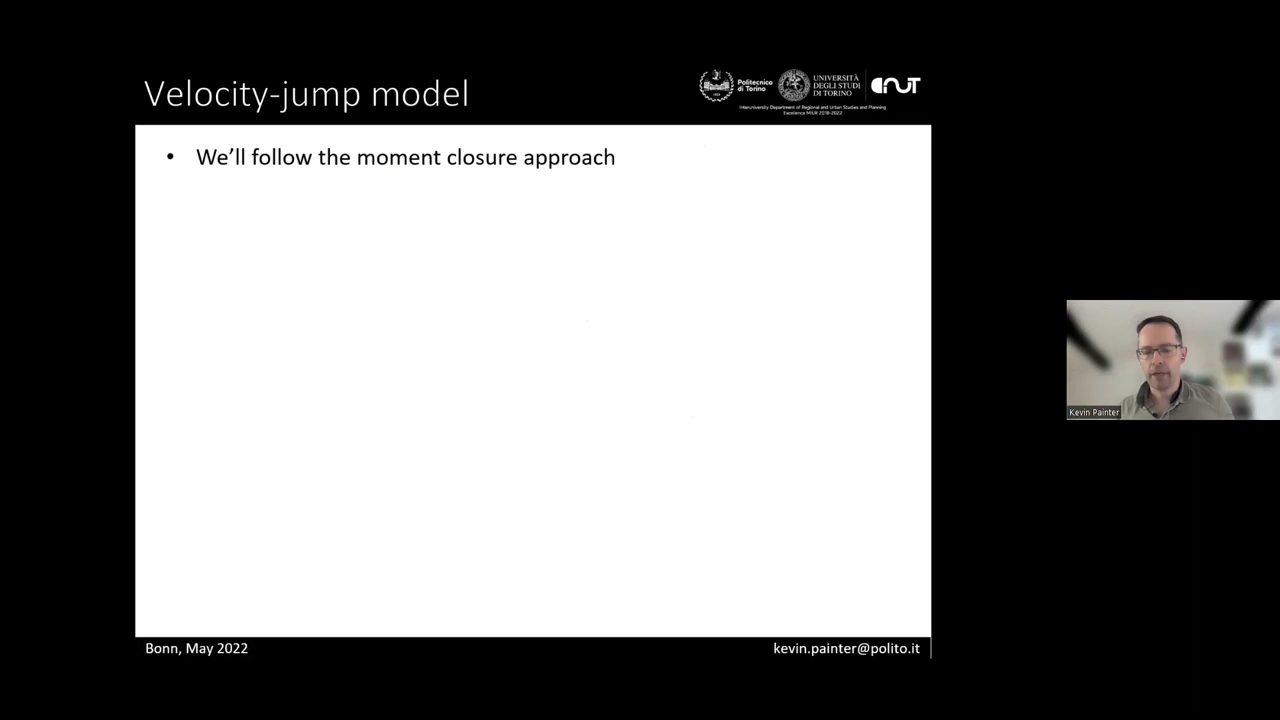 Velocity-jump model
Politecnico
di Torino
UNIVERSITÀ
DEGLI STUDI
DI TORINO
Interuniversity Department of Regional and Urban Studies and Planning
Excellence MIUR 2018-2022
• We’ll follow the moment closure approach
Kevin Painter
Bonn, May 2022
kevin.painter@polito.it